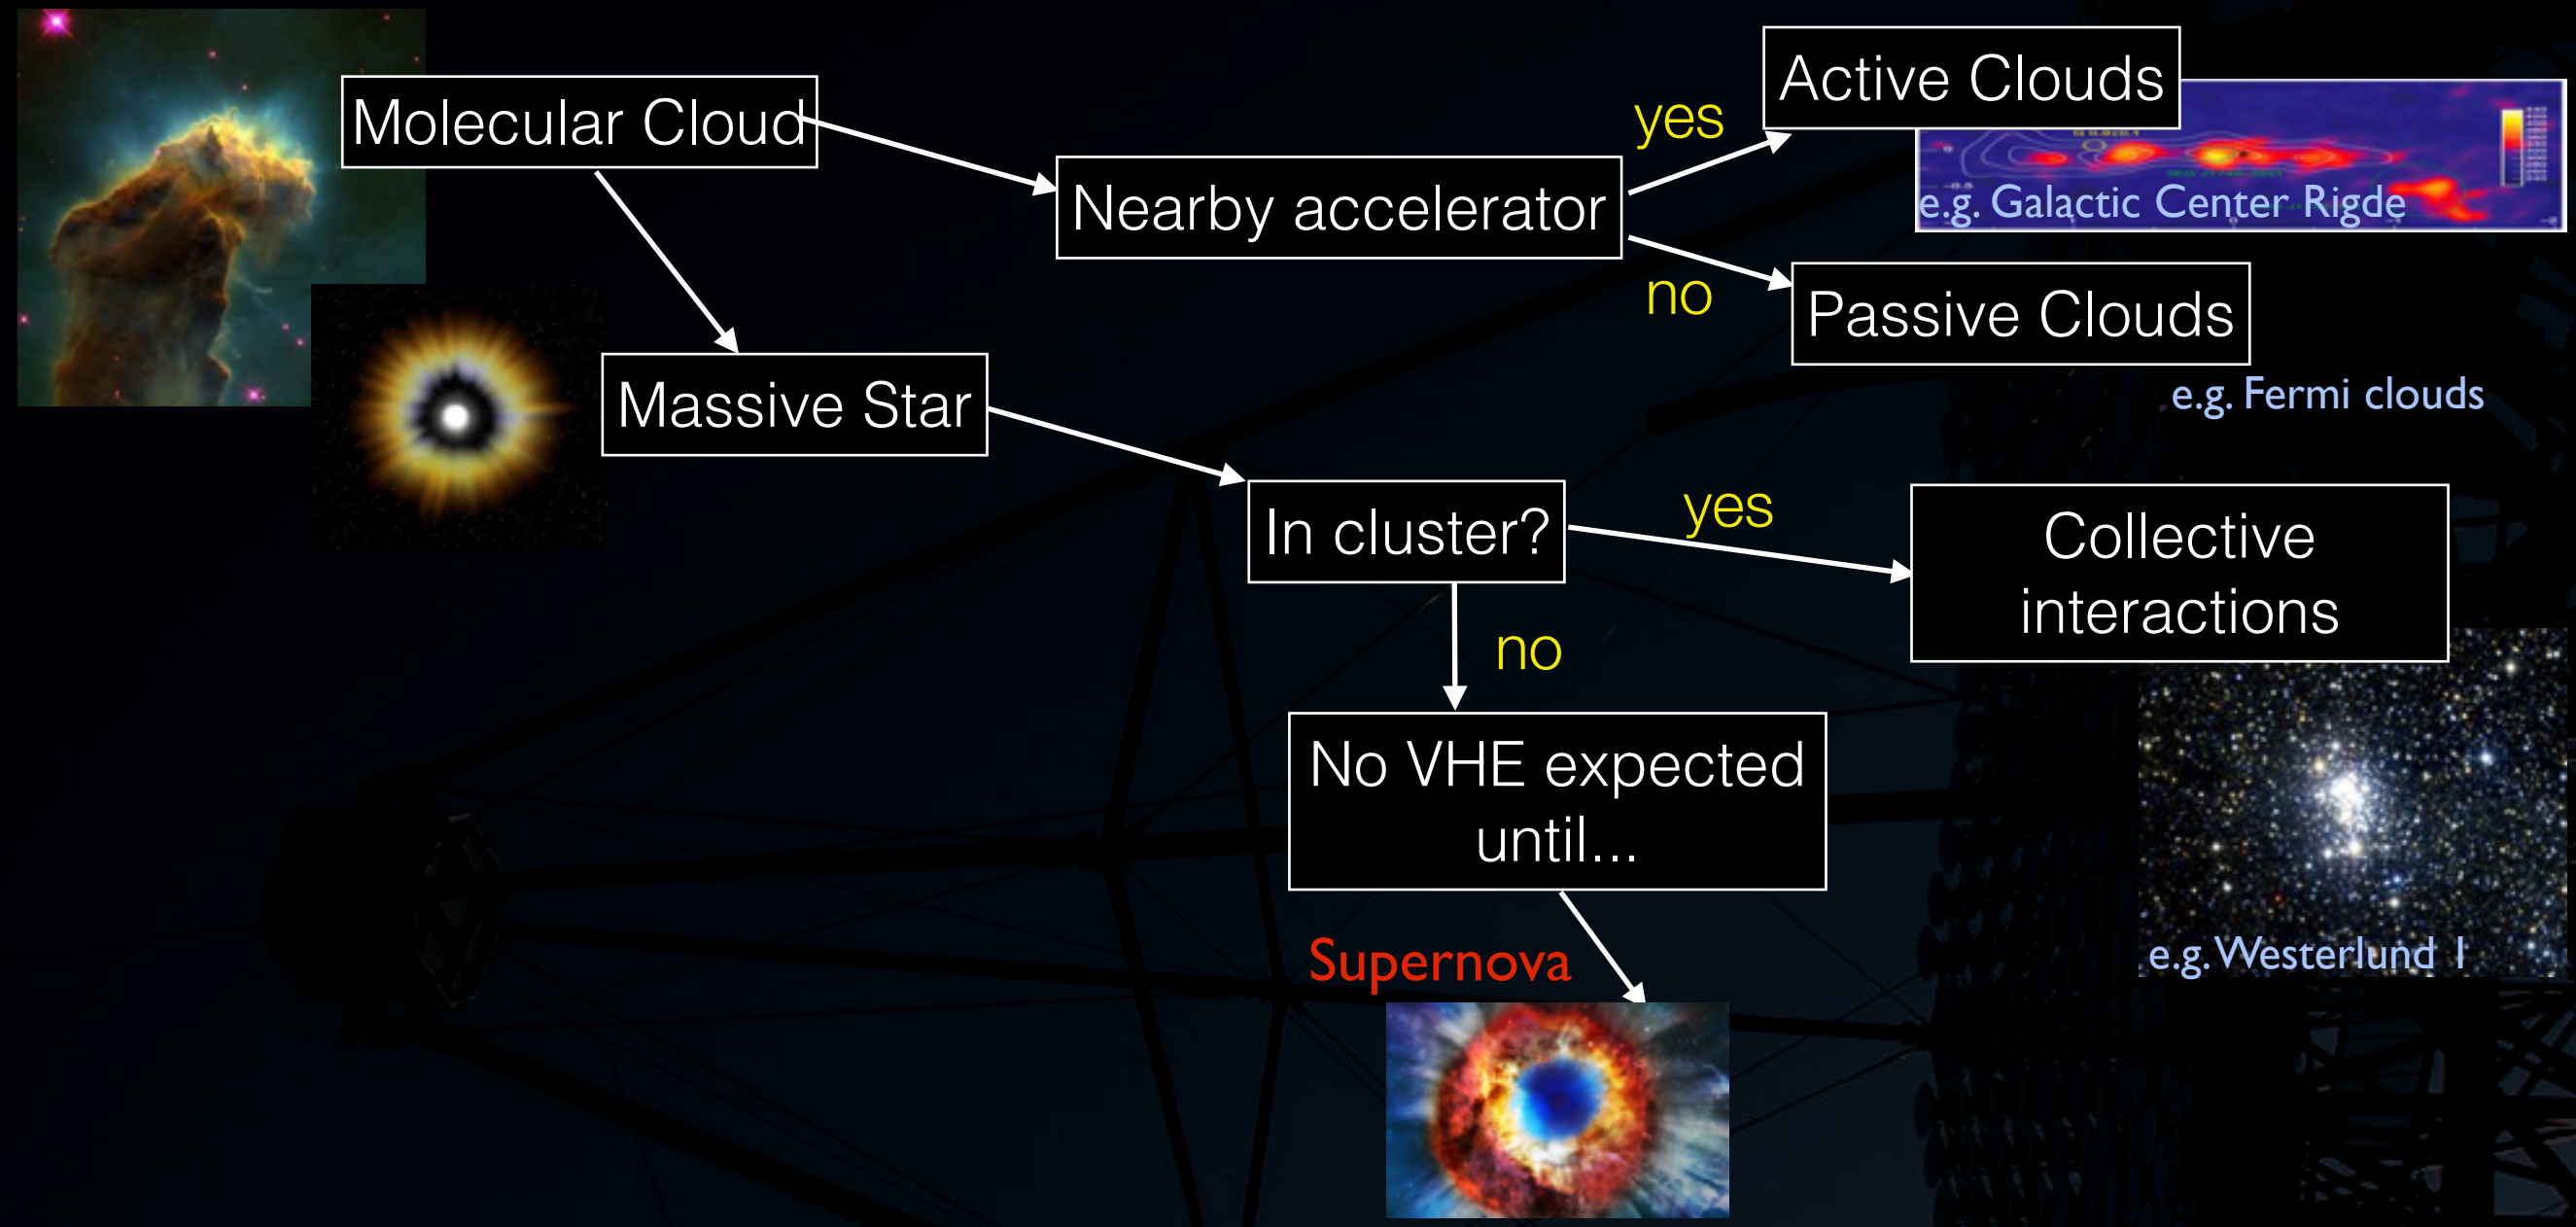 Molecular Cloud
Nearby accelerator
yes
Active Clouds
e.g. Galactic Center Rigde
no
Passive Clouds
e.g. Fermi clouds
Massive Star
In cluster?
yes
Collective
interactions
e.g. Westerlund 1
no
No VHE expected
until...
Supernova